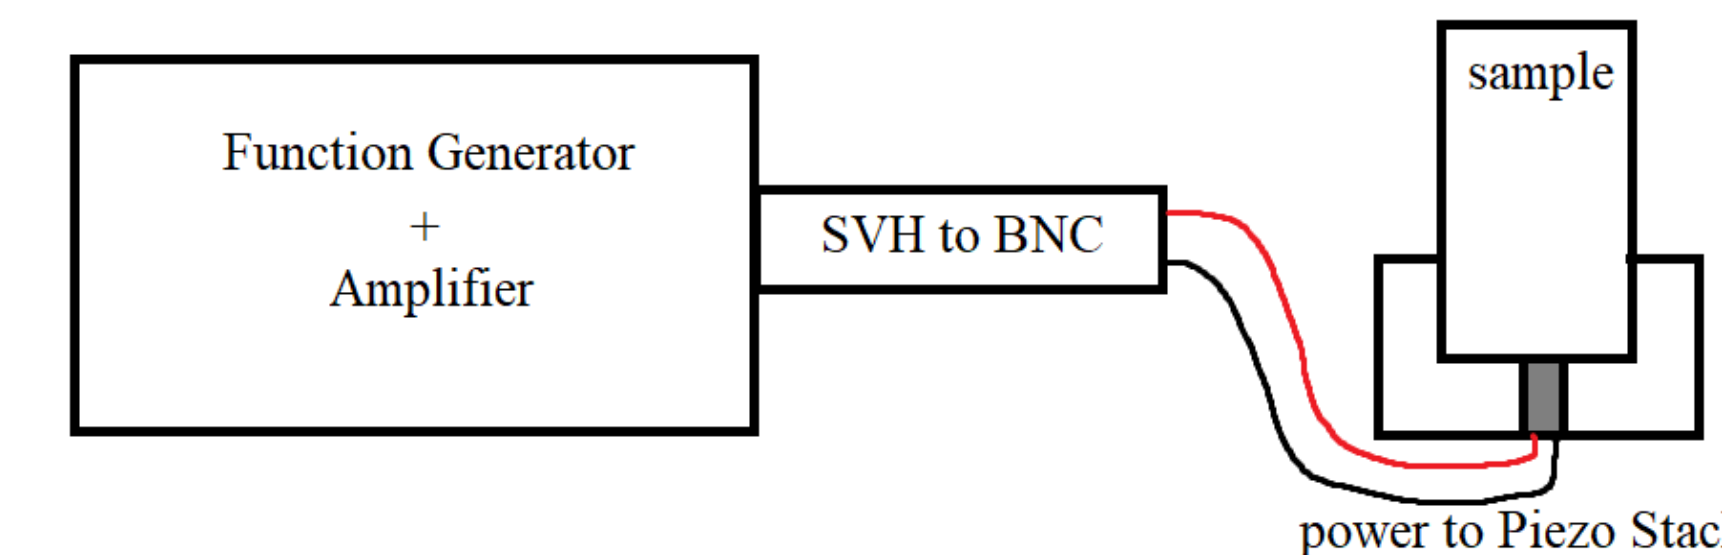 sample
Function Generator
+
Amplifier
SVH to BNC
power to Piezo